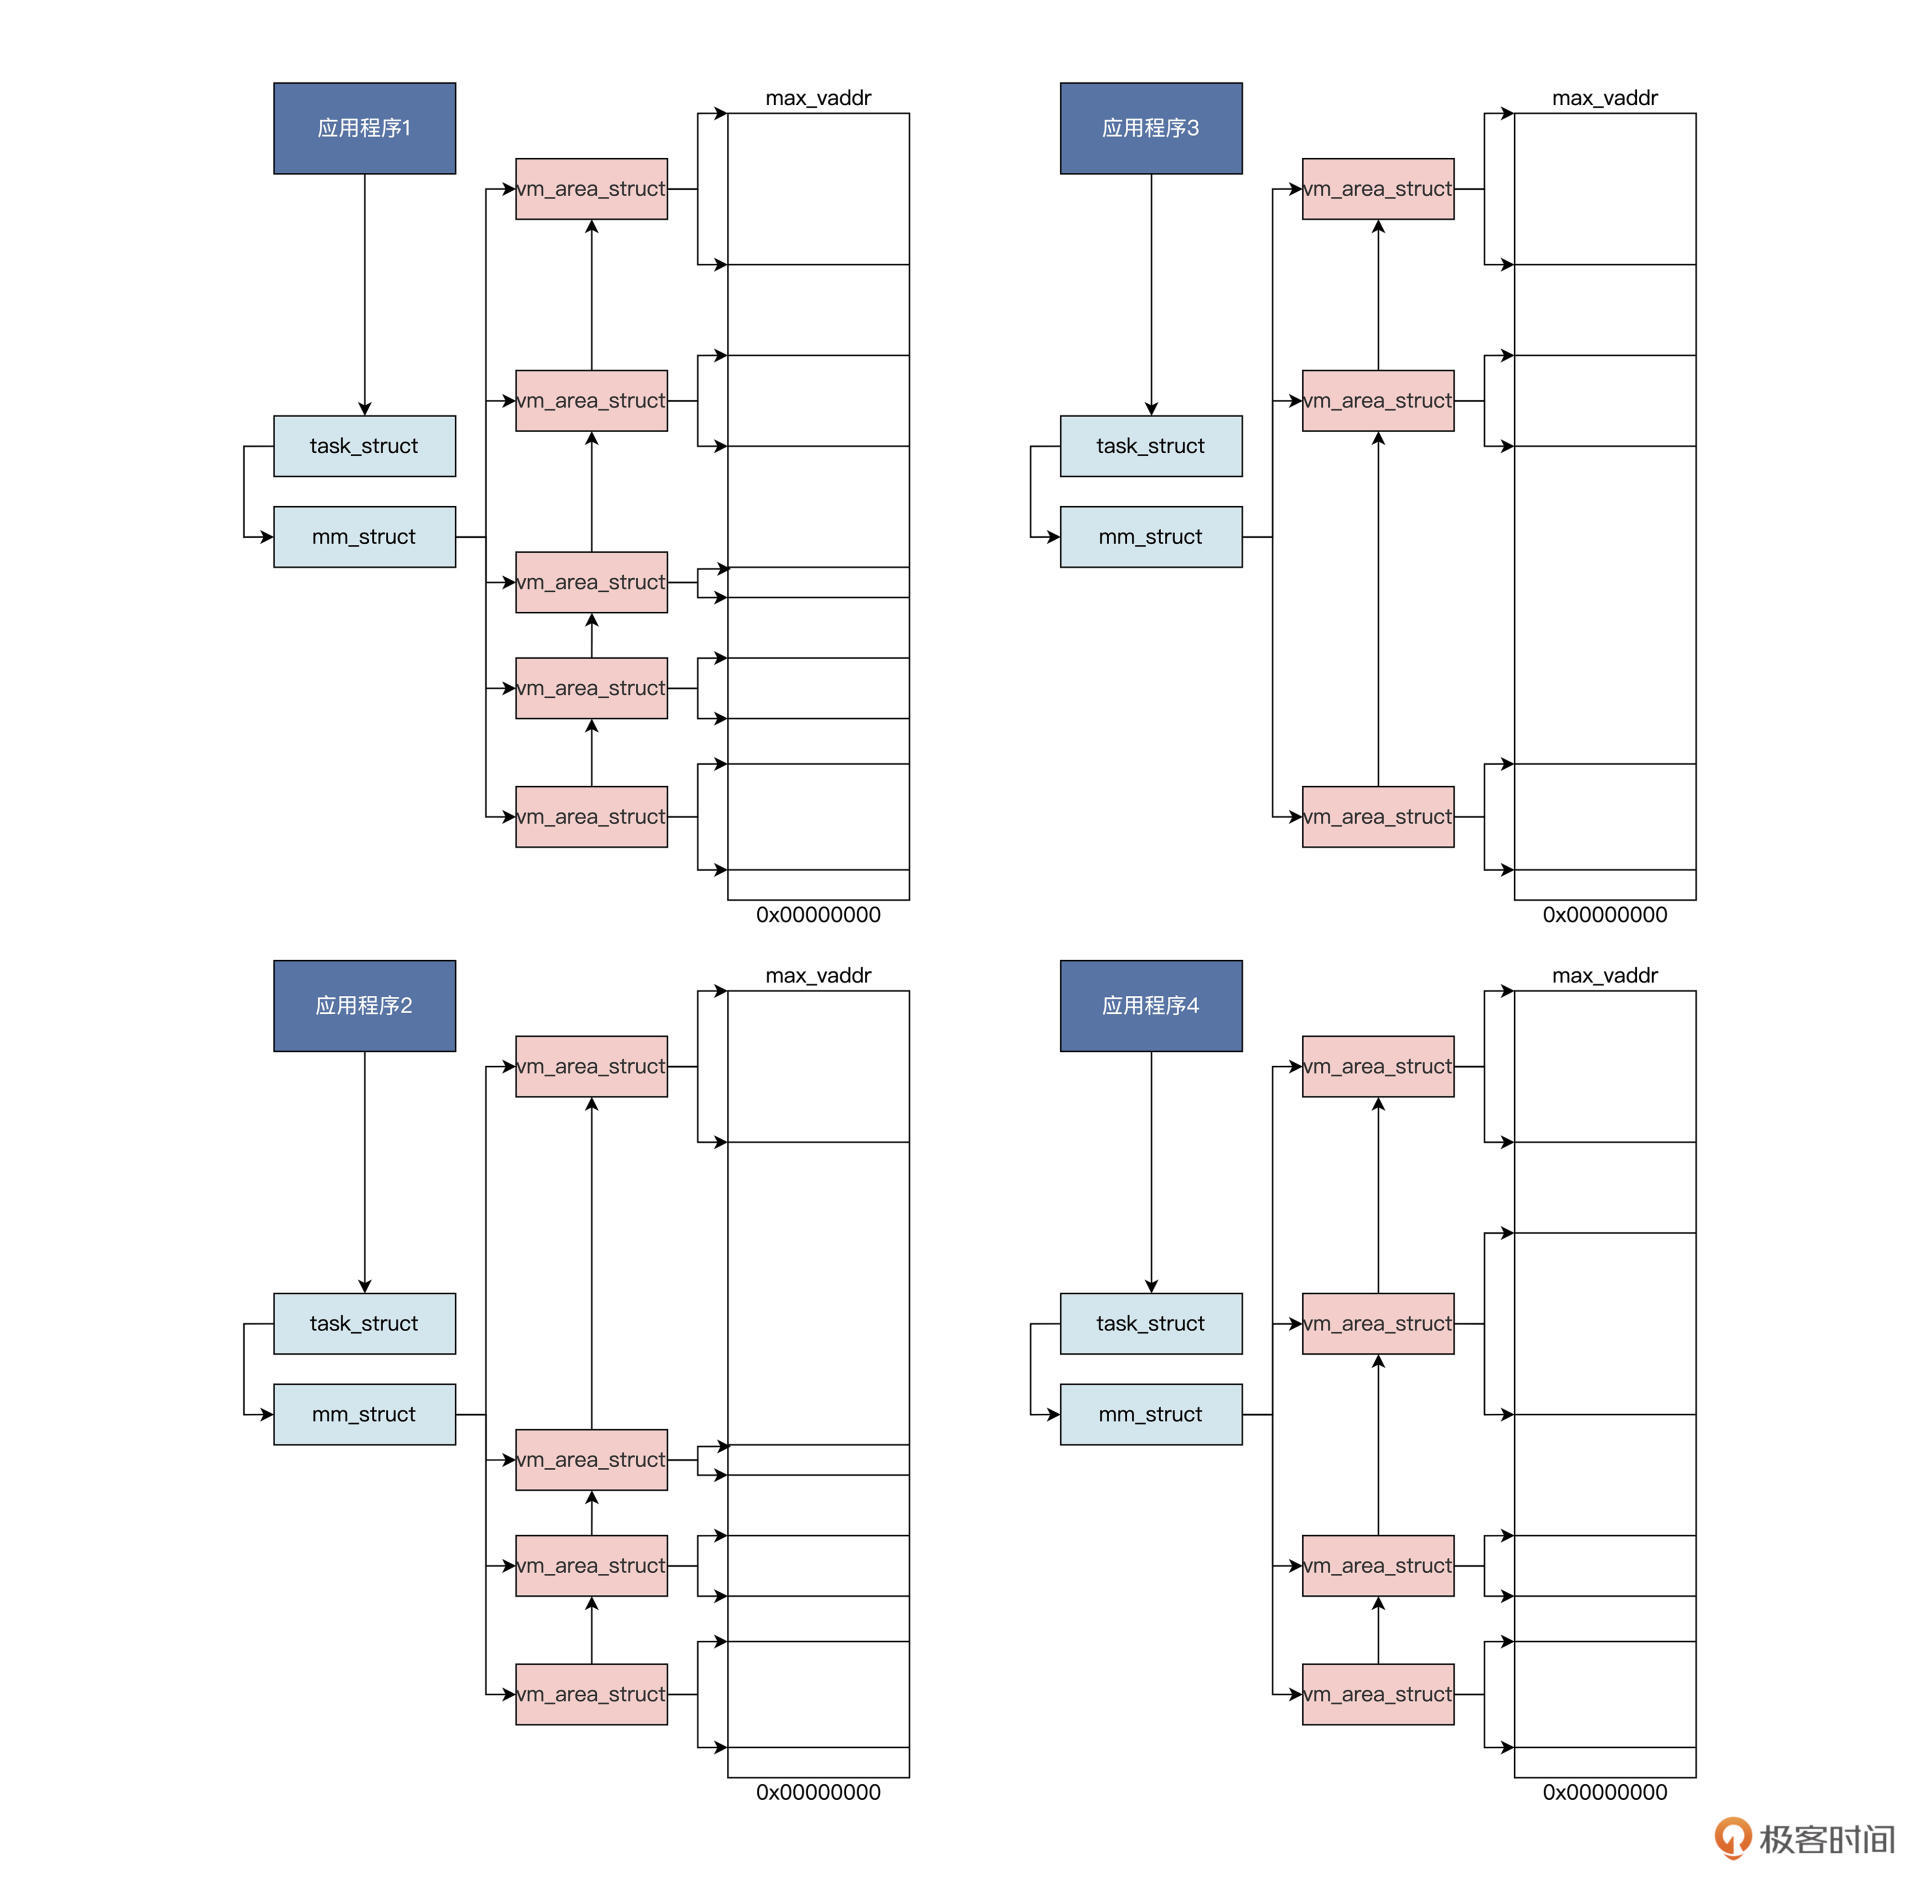 应用程序1
max_vaddr
vm_area_struct
vm_area_struct
task_struct
mm_struct
vm_area_struct
vm_area_struct
vm_area_struct
0x00000000
应用程序3
max_vaddr
vm_area_struct
vm_area_struct
task_struct
mm_struct
vm_area_struct
0x00000000
应用程序2
max_vaddr
vm_area_struct
task_struct
mm_struct
vm_area_struct
vm_area_struct
vm_area_struct
0x00000000
应用程序4
max_vaddr
vm_area_struct
task_struct
vm_area_struct
mm_struct
vm_area_struct
vm_area_struct
0x00000000
极客时间